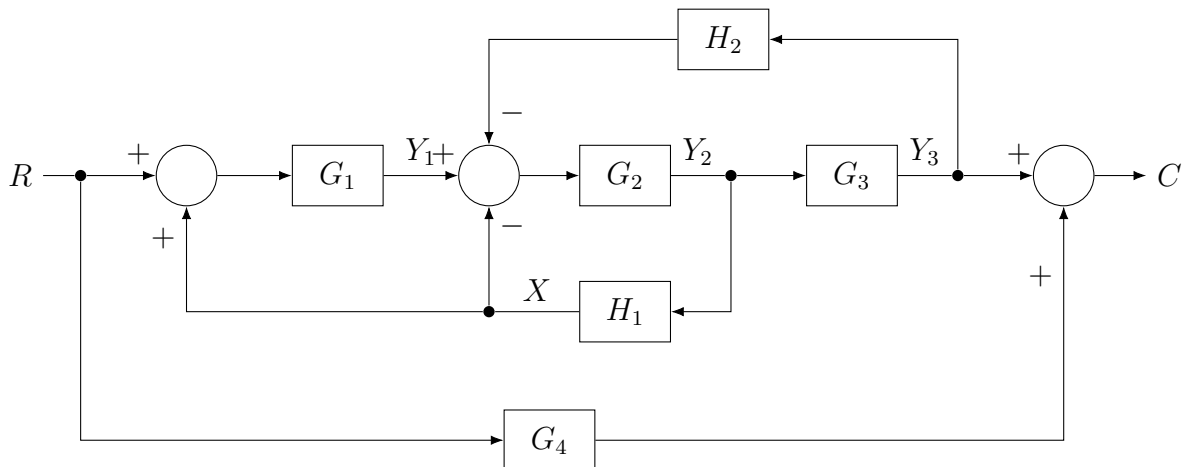 H₂
−
R + G₁ Y₁ + G₂ Y₂ G₃ Y₃ + C
+ −
X H₁ +
G₄